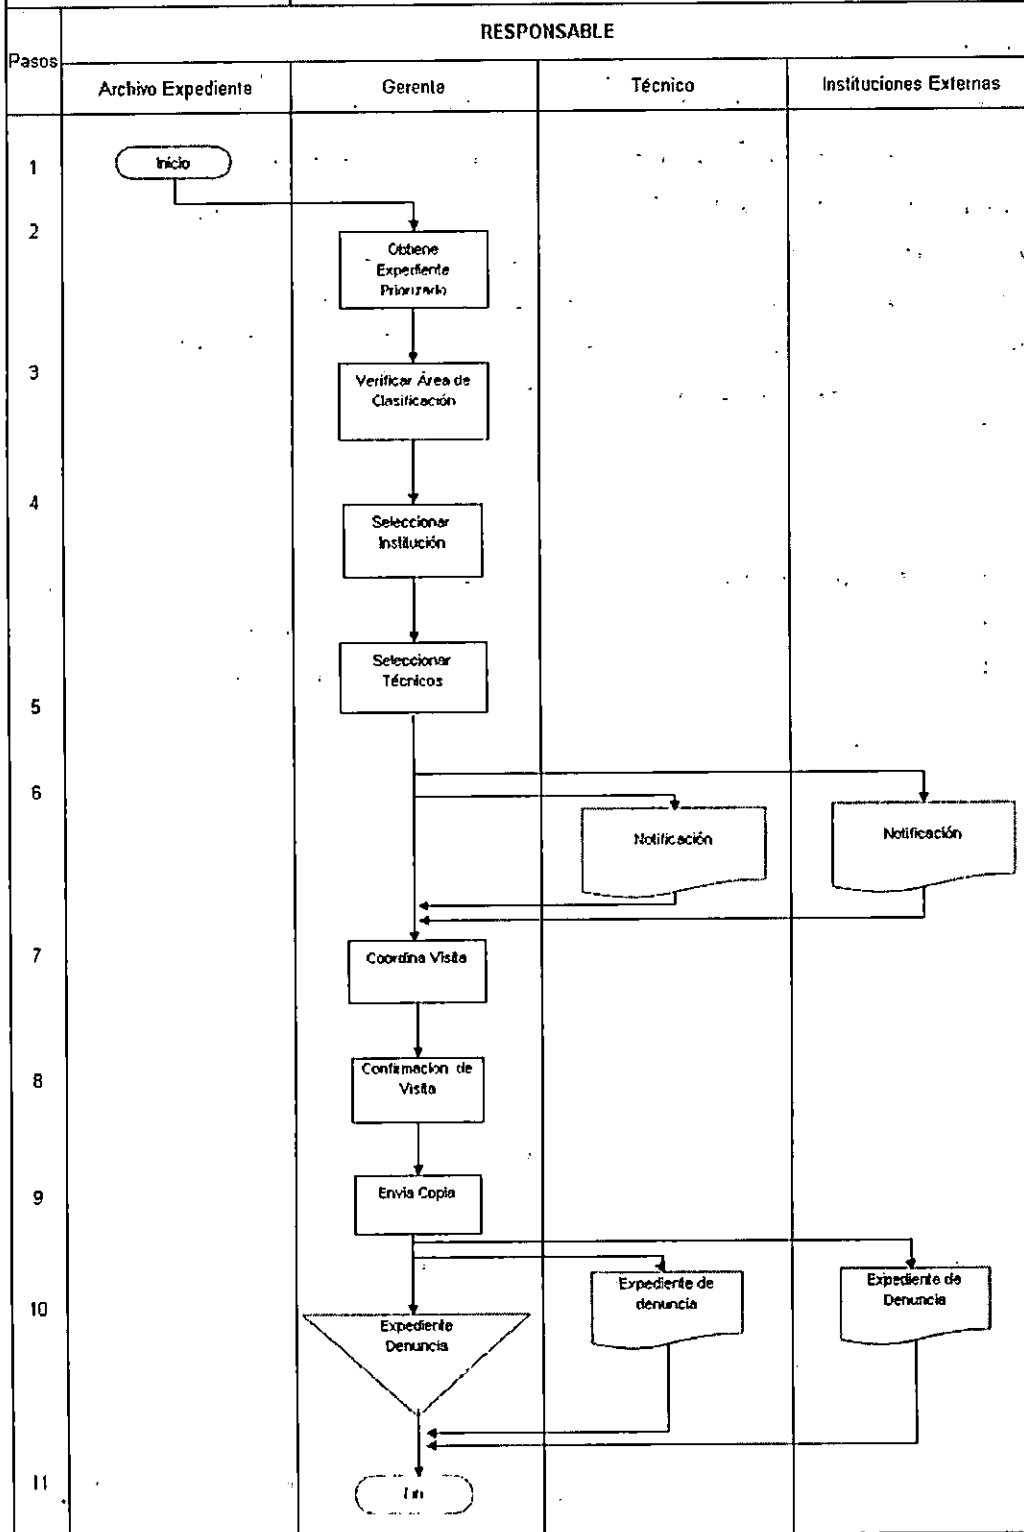 RESPONSABLE
Pasos
Archivo Expediente
Gerente
Técnico
Instituciones Externas
1
Inicio
2
Obtiene
Expediente
Priorizado
3
Verificar Área de
Clasificación
4
Seleccionar
Institución
Seleccionar
Técnicos
5
6
Notificación
Notificación
7
Coordina Visita
8
Confirmacion de
Visita
9
Envia Copia
10
Expediente
Denuncia
Expediente de
denuncia
Expediente de
Denuncia
11
Fin